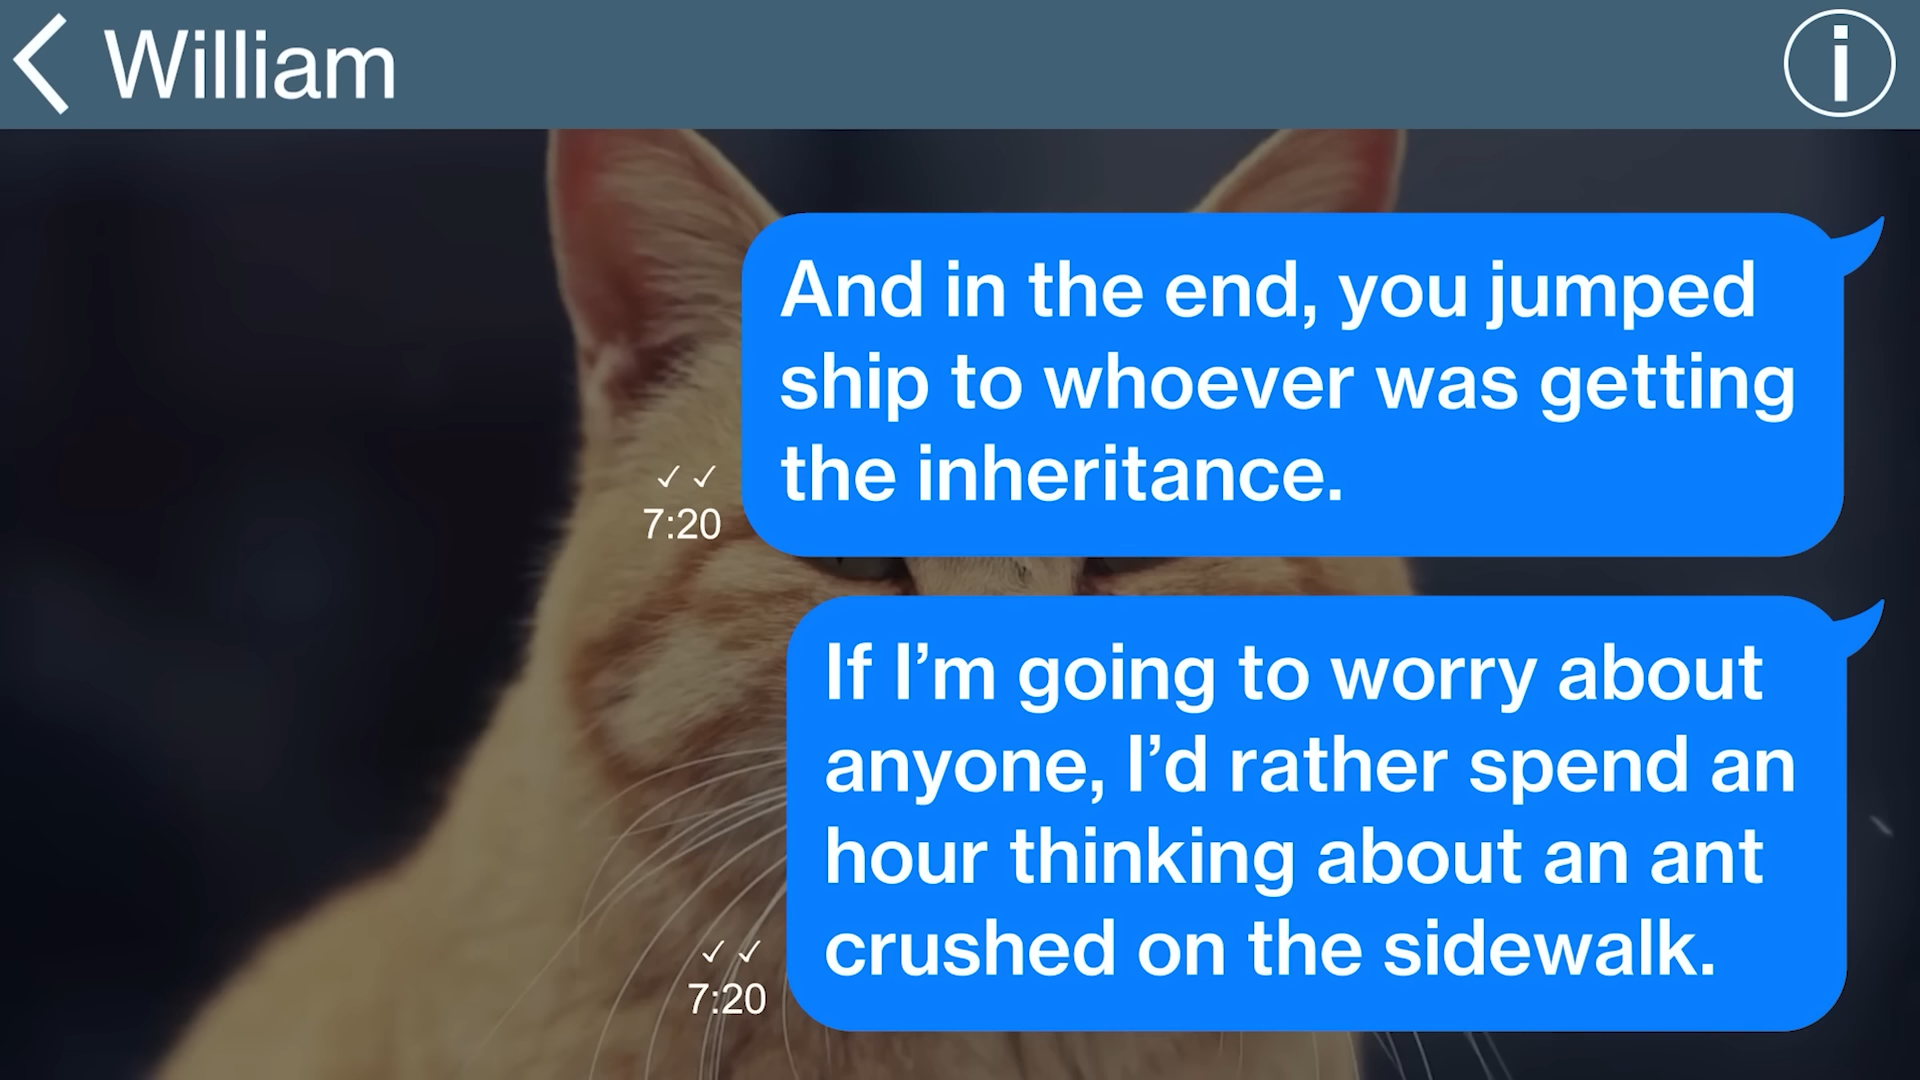 William
i
And in the end, you jumped
ship to whoever was getting
the inheritance.
✓ ✓
7:20
If I’m going to worry about
anyone, I’d rather spend an
hour thinking about an ant
crushed on the sidewalk.
✓ ✓
7:20